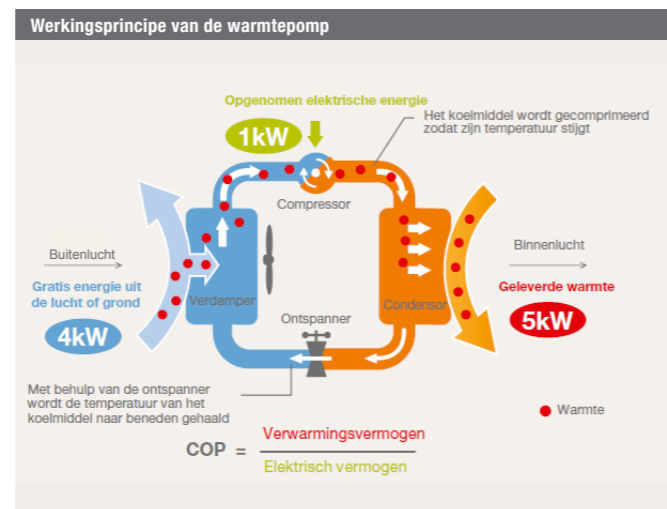 Werkingsprincipe van de warmtepomp
Opgenomen elektrische energie
1kW
Het koelmiddel wordt gecomprimeerd
zodat zijn temperatuur stijgt
Compressor
Buitenlucht
Gratis energie uit
de lucht of grond
4kW
Verdamper
Ontspanner
Condensor
Binnenlucht
Geleverde warmte
5kW
Met behulp van de ontspanner
wordt de temperatuur van het
koelmiddel naar beneden gehaald
Warmte
COP = Verwarmingsvermogen
Elektrisch vermogen